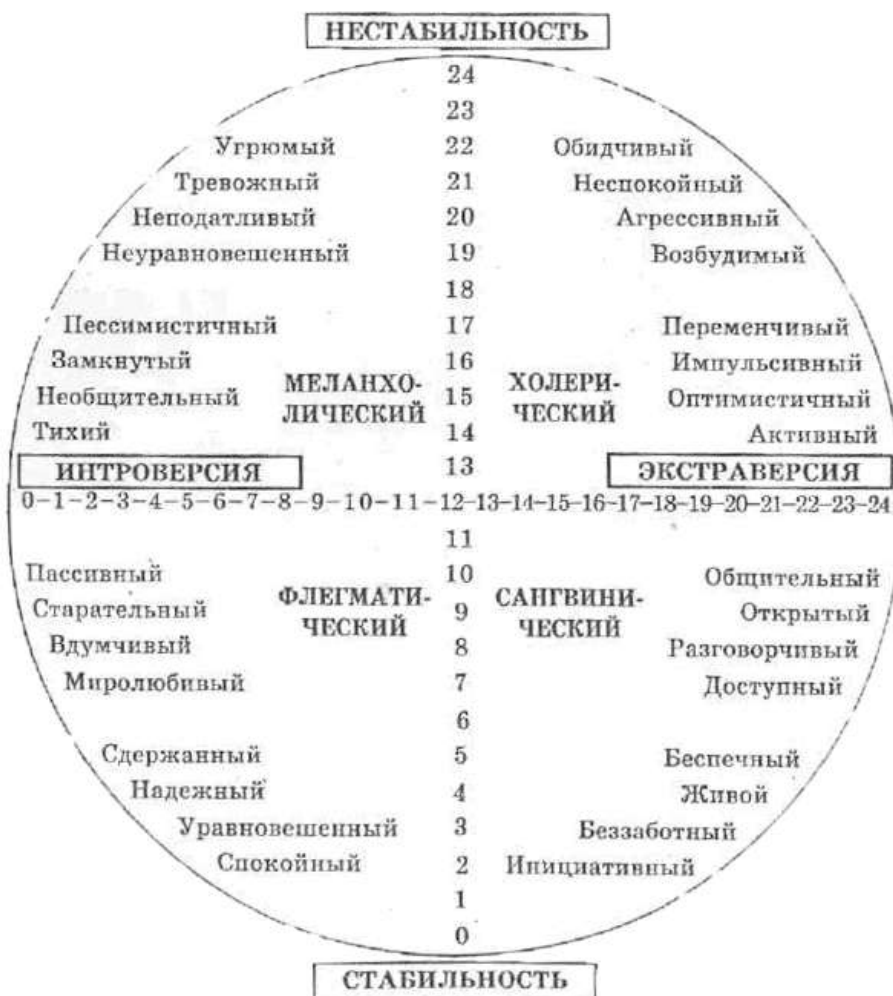 НЕСТАБИЛЬНОСТЬ
24
23
Угрюмый 22 Обидчивый
Тревожный 21 Неспокойный
Неподатливый 20 Агрессивный
Неуравновешенный 19 Возбудимый
18
Пессимистичный 17 Переменчивый
Замкнутый 16 Импульсивный
МЕЛАНХО- ХОЛЕРИ-
Необщительный 15 Оптимистичный
ЛИЧЕСКИЙ ЧЕСКИЙ
Тихий 14 Активный
ИНТРОВЕРСИЯ 13 ЭКСТРАВЕРСИЯ
0-1-2-3-4-5-6-7-8-9-10-11-12-13-14-15-16-17-18-19-20-21-22-23-24
11
Пассивный 10 Общительный
ФЛЕГМАТИ- САНГВИНИ-
Старательный 9 Открытый
ЧЕСКИЙ ЧЕСКИЙ
Вдумчивый 8 Разговорчивый
Миролюбивый 7 Доступный
6
Сдержанный 5 Беспечный
Надежный 4 Живой
Уравновешенный 3 Беззаботный
Спокойный 2 Инициативный
1
0
СТАБИЛЬНОСТЬ